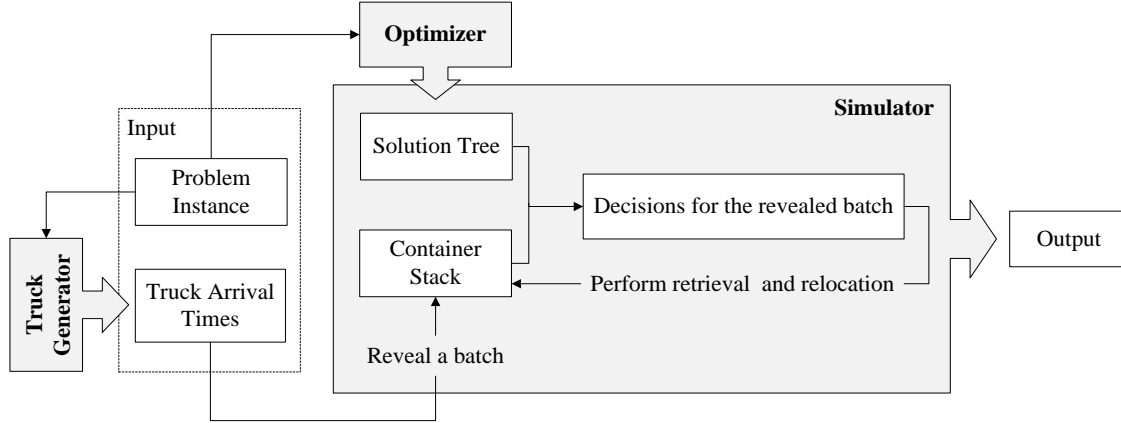 Optimizer
Simulator
Input
Problem
Instance
Truck
Generator
Truck Arrival
Times
Solution Tree
Container
Stack
Decisions for the revealed batch
Perform retrieval and relocation
Reveal a batch
Output